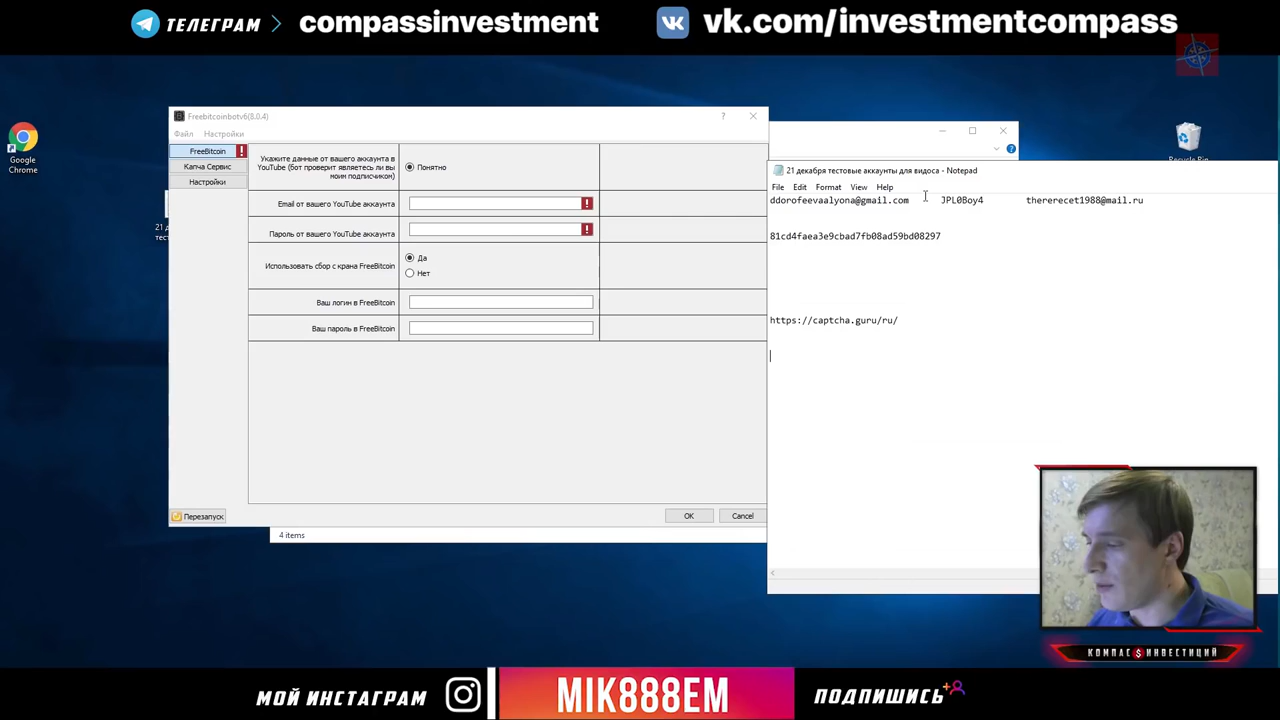 ТЕЛЕГРАМ > compassinvestment
vk.com/investmentcompass
Google
Chrome
Freebitcoinbotv6(8.0.4)
?
Файл Настройки
FreeBitcoin !
Капча Сервис
Настройки
Укажите данные от вашего аккаунта в
YouTube (бот проверит являетесь ли вы
моим подписчиком)
Понятно
Email от вашего YouTube аккаунта !
Пароль от вашего YouTube аккаунта !
Использовать сбор с крана FreeBitcoin
Да
Нет
Ваш логин в FreeBitcoin
Ваш пароль в FreeBitcoin
Перезапуск
OK Cancel
4 items
21 декабря тестовые аккаунты для видоса - Notepad
File Edit Format View Help
ddorofeevaalyona@gmail.com JPL0Boy4 thererecet1988@mail.ru
81cd4faea3e9cbad7fb08ad59bd08297
https://captcha.guru/ru/
КОМПАС $ ИНВЕСТИЦИЙ
МОЙ ИНСТАГРАМ
MIK888EM
ПОДПИШИСЬ